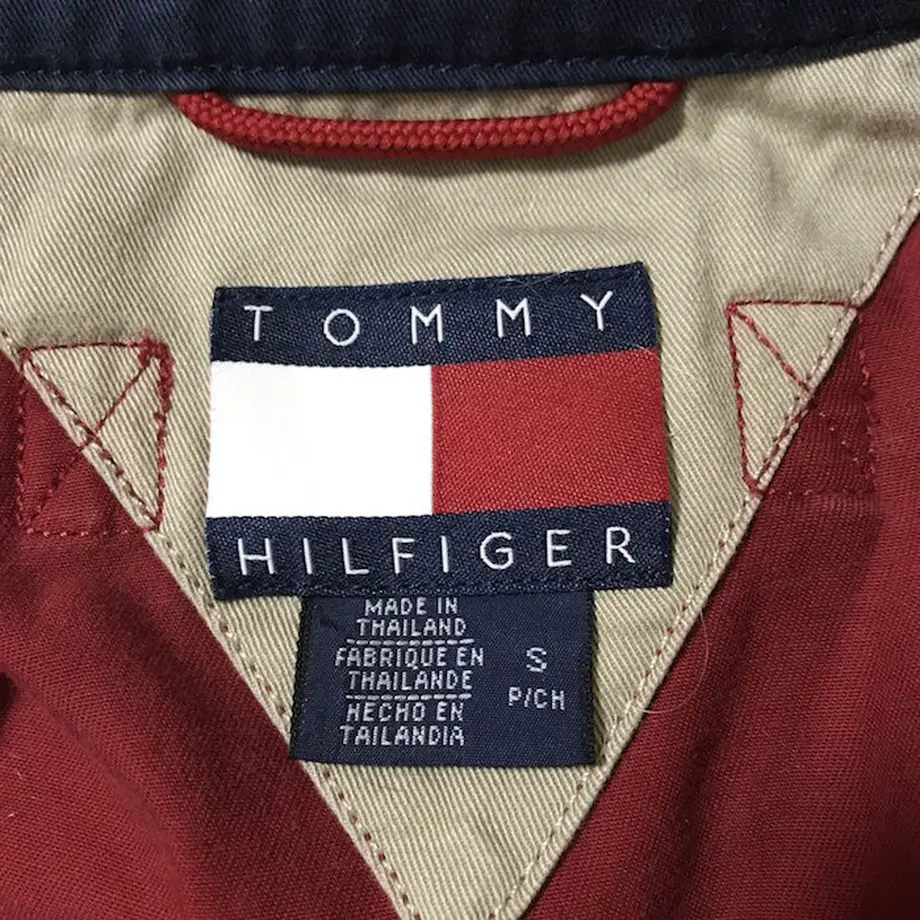 TOMMY
HILFIGER
MADE IN
THAILAND
FABRIQUE EN
THAILANDE
HECHO EN
TAILANDIA
S
P/CH